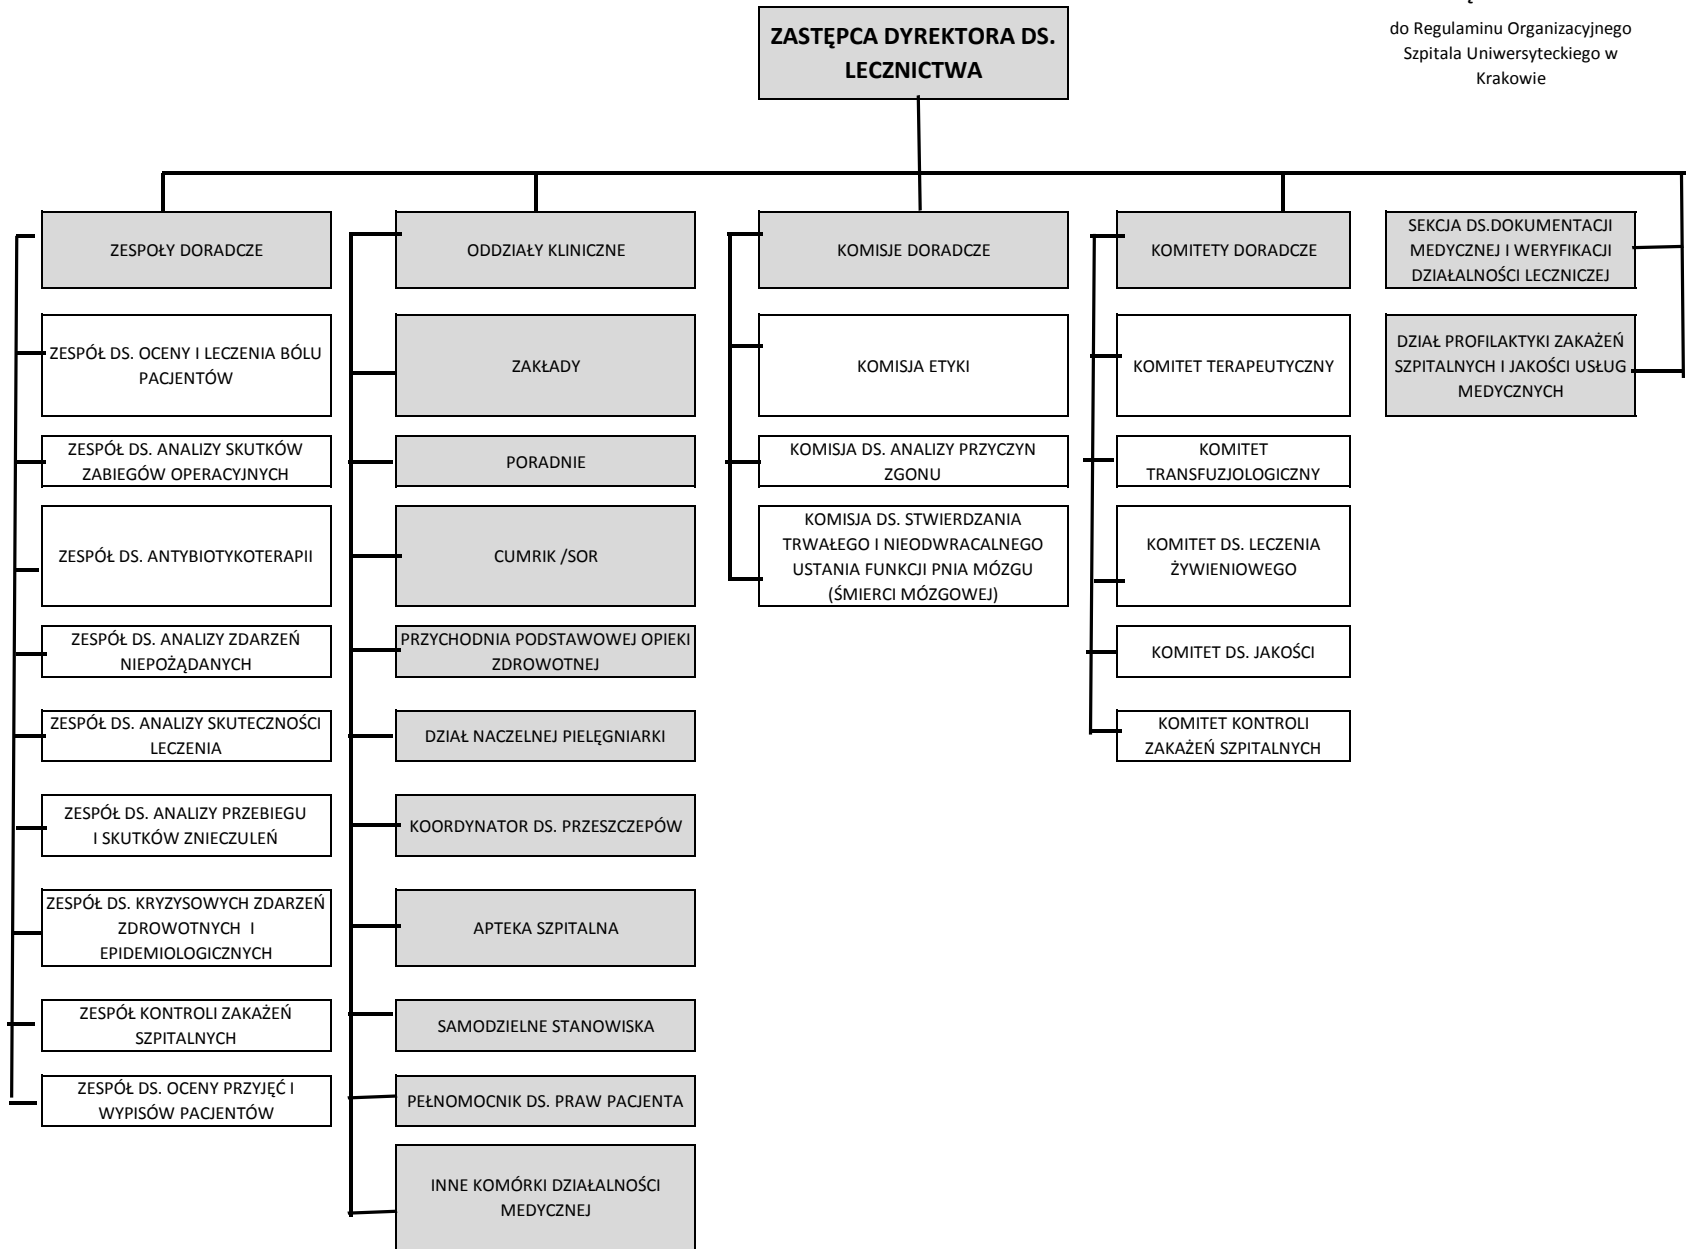 do Regulaminu Organizacyjnego
Szpitala Uniwersyteckiego w
Krakowie
ZASTĘPCA DYREKTORA DS.
LECZNICTWA
ZESPOŁY DORADCZE
ZESPÓŁ DS. OCENY I LECZENIA BÓLU
PACJENTÓW
ZESPÓŁ DS. ANALIZY SKUTKÓW
ZABIEGÓW OPERACYJNYCH
ZESPÓŁ DS. ANTYBIOTYKOTERAPII
ZESPÓŁ DS. ANALIZY ZDARZEŃ
NIEPOŻĄDANYCH
ZESPÓŁ DS. ANALIZY SKUTECZNOŚCI
LECZENIA
ZESPÓŁ DS. ANALIZY PRZEBIEGU
I SKUTKÓW ZNIECZULEŃ
ZESPÓŁ DS. KRYZYSOWYCH ZDARZEŃ
ZDROWOTNYCH I
EPIDEMIOLOGICZNYCH
ZESPÓŁ KONTROLI ZAKAŻEŃ
SZPITALNYCH
ZESPÓŁ DS. OCENY PRZYJĘĆ I
WYPISÓW PACJENTÓW
ODDZIAŁY KLINICZNE
ZAKŁADY
PORADNIE
CUMRIK /SOR
PRZYCHODNIA PODSTAWOWEJ OPIEKI
ZDROWOTNEJ
DZIAŁ NACZELNEJ PIELĘGNIARKI
KOORDYNATOR DS. PRZESZCZEPÓW
APTEKA SZPITALNA
SAMODZIELNE STANOWISKA
PEŁNOMOCNIK DS. PRAW PACJENTA
INNE KOMÓRKI DZIAŁALNOŚCI
MEDYCZNEJ
KOMISJE DORADCZE
KOMISJA ETYKI
KOMISJA DS. ANALIZY PRZYCZYN
ZGONU
KOMISJA DS. STWIERDZANIA
TRWAŁEGO I NIEODWRACALNEGO
USTANIA FUNKCJI PNIA MÓZGU
(ŚMIERCI MÓZGOWEJ)
KOMITETY DORADCZE
KOMITET TERAPEUTYCZNY
KOMITET
TRANSFUZJOLOGICZNY
KOMITET DS. LECZENIA
ŻYWIENIOWEGO
KOMITET DS. JAKOŚCI
KOMITET KONTROLI
ZAKAŻEŃ SZPITALNYCH
SEKCJA DS.DOKUMENTACJI
MEDYCZNEJ I WERYFIKACJI
DZIAŁALNOŚCI LECZNICZEJ
DZIAŁ PROFILAKTYKI ZAKAŻEŃ
SZPITALNYCH I JAKOŚCI USŁUG
MEDYCZNYCH